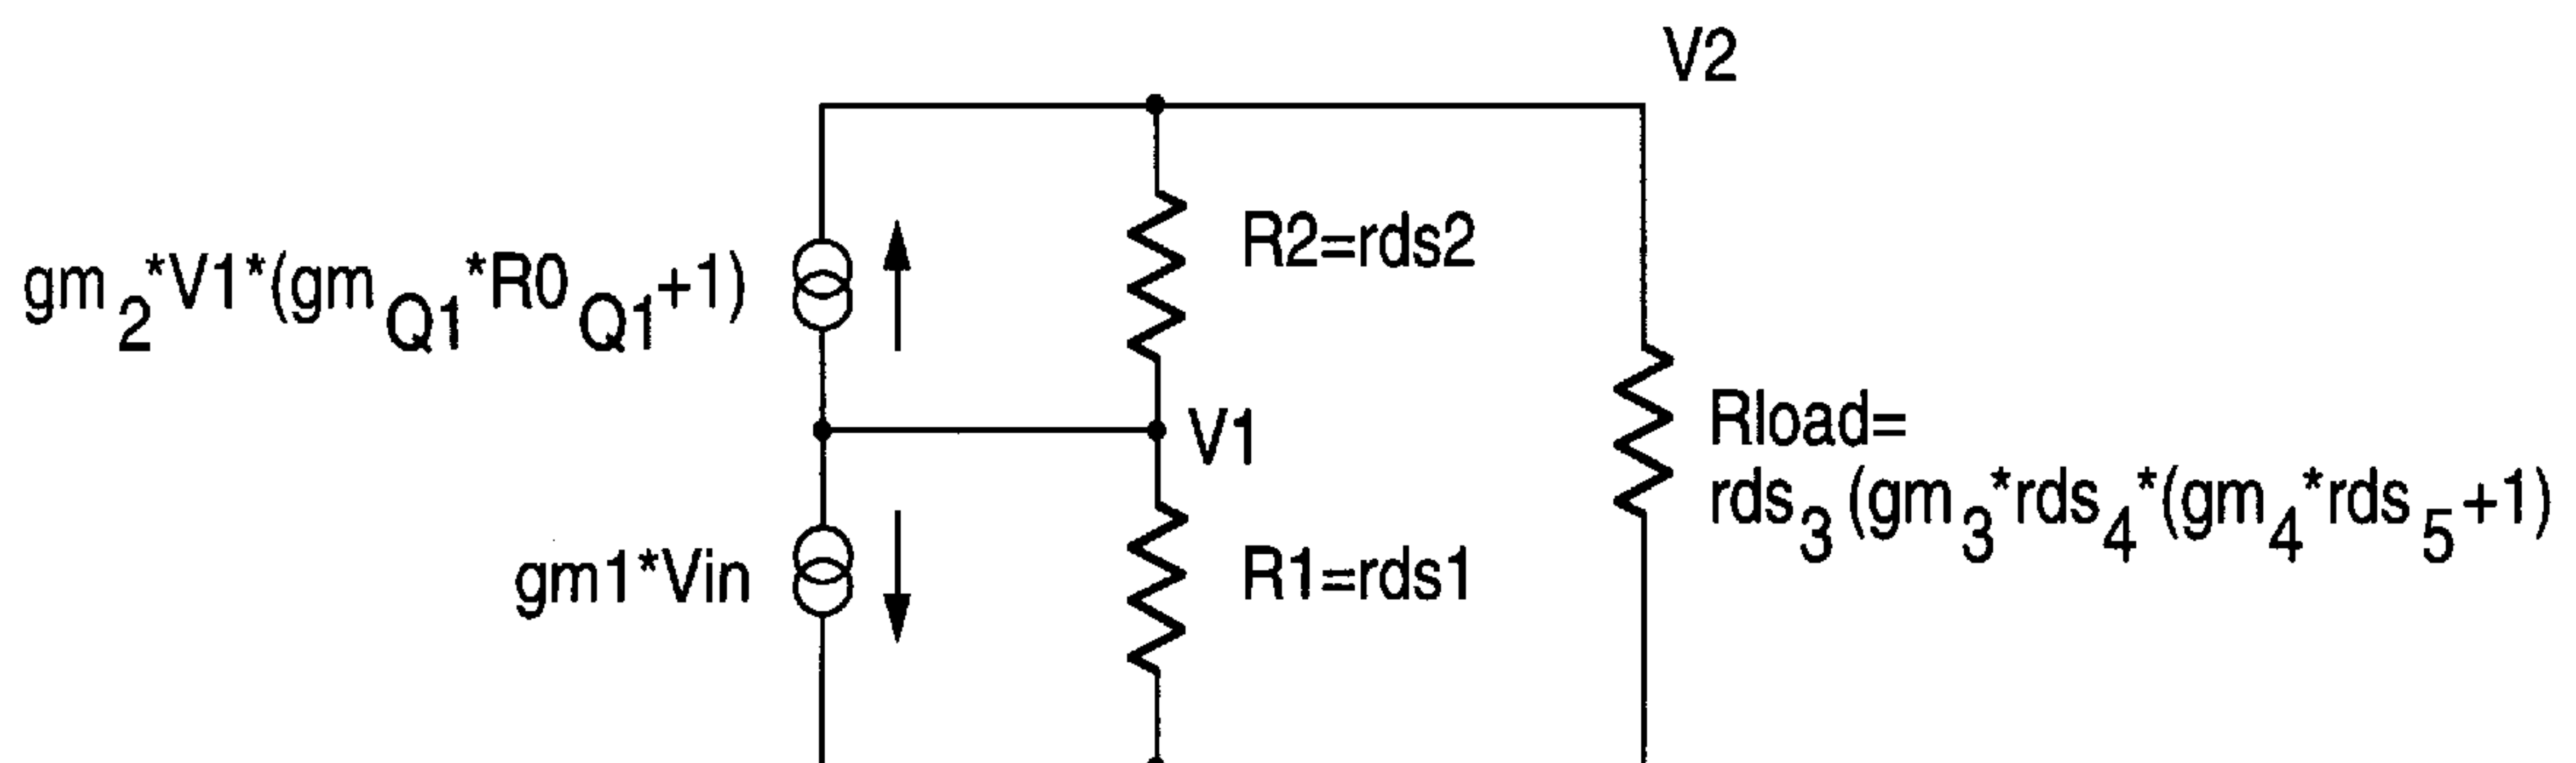 V2
gm2*V1*(gmQ1*R0Q1+1)
R2=rds2
V1
Rload=
rds3(gm3*rds4*(gm4*rds5+1)
gm1*Vin
R1=rds1